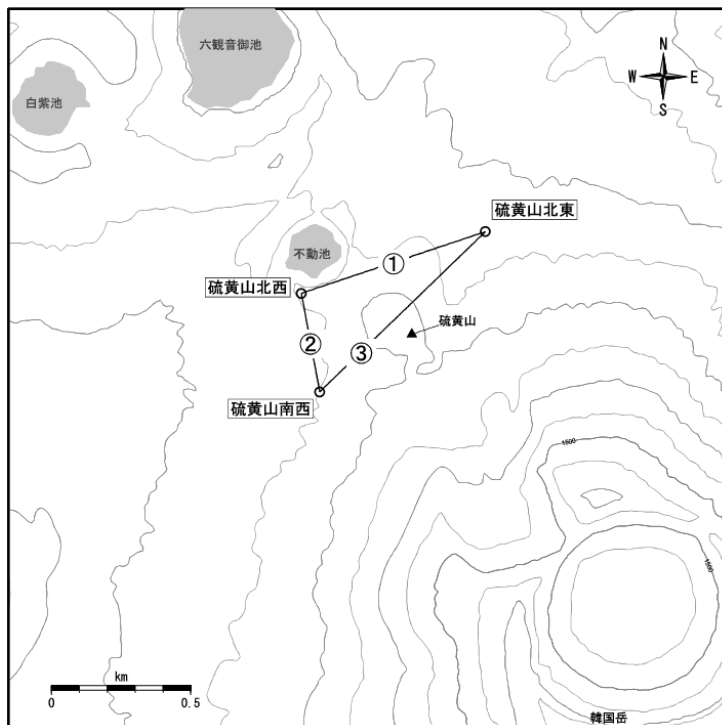 六観音御池
白紫池
N
W E
S
硫黄山北東
不動池
①
硫黄山北西
硫黄山
②
③
硫黄山南西
1500
1500
km
0 0.5
韓国岳